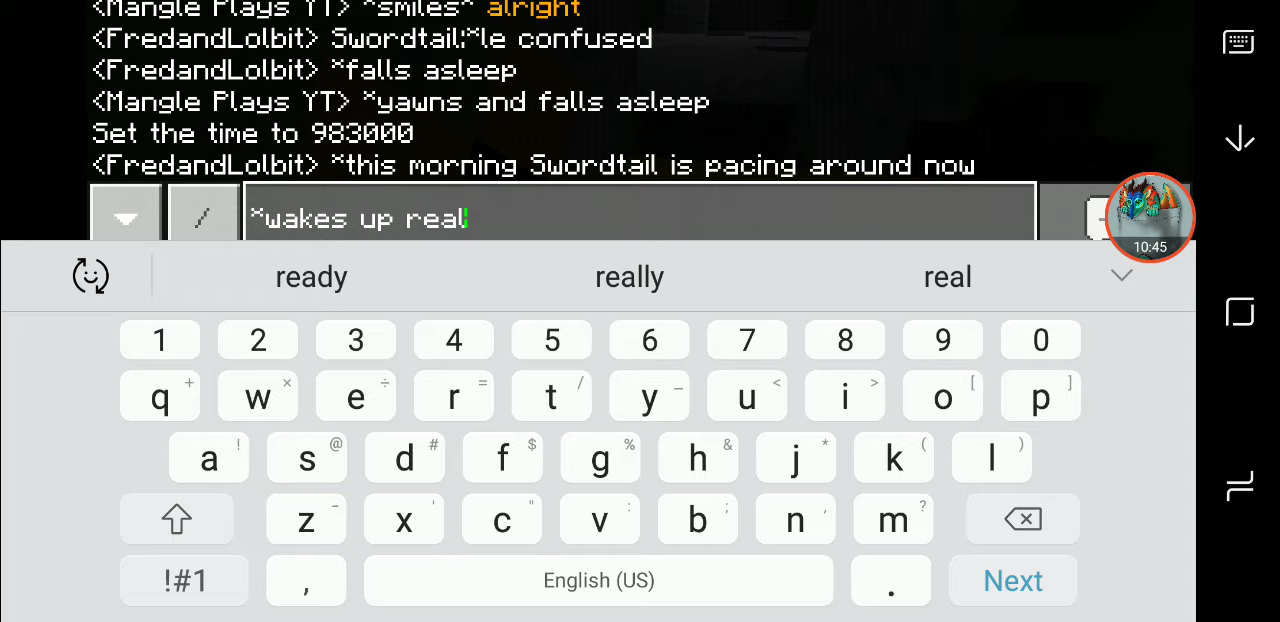 <Mangle Plays YT> *smiles* alright
<FredandLolbit> Swordtail:*le confused
<FredandLolbit> *falls asleep
<Mangle Plays YT> *yawns and falls asleep
Set the time to 983000
<FredandLolbit> *this morning Swordtail is pacing around now
/ *wakes up real
10:45
ready really real
1 2 3 4 5 6 7 8 9 0
q + w × e ÷ r = t / y _ u < i > o [ p ]
a ! s @ d # f $ g % h & j * k ( l )
z - x ' c " v : b ; n , m ?
!#1 , English (US) . Next